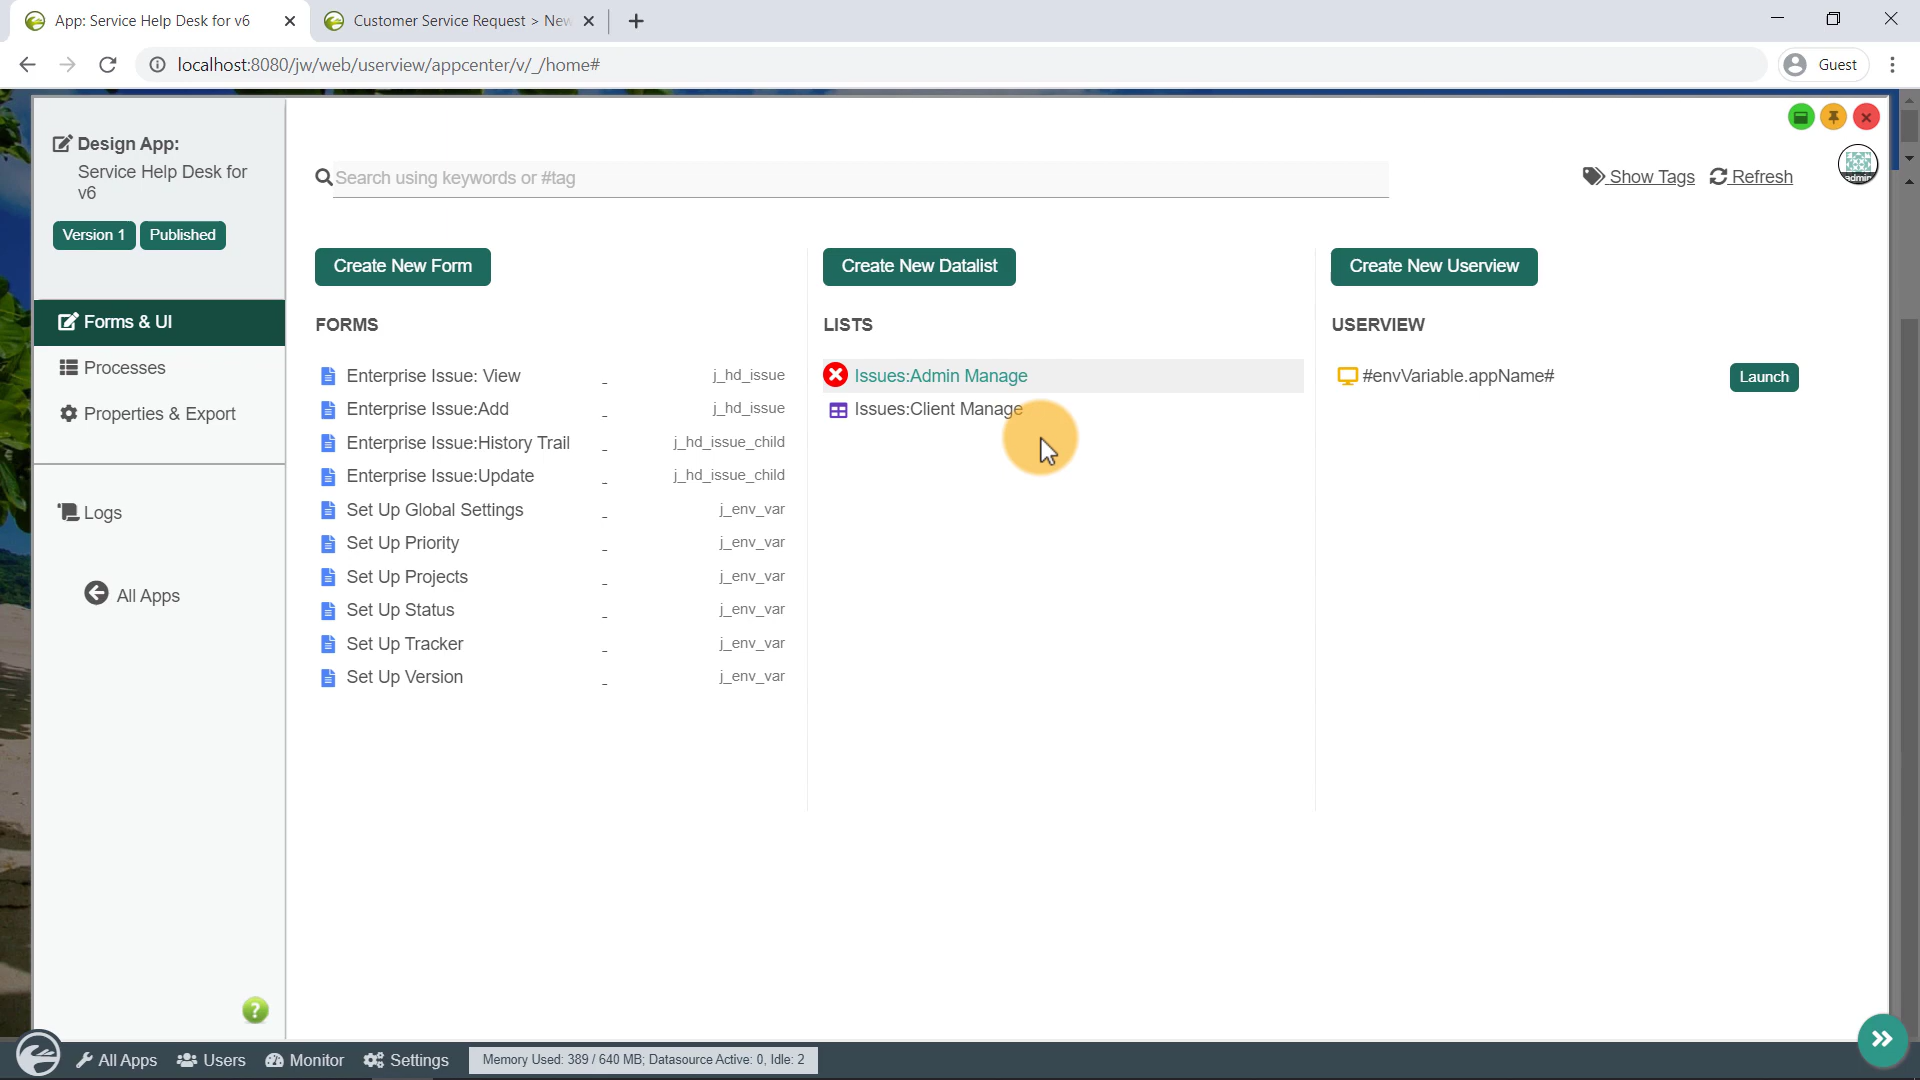 App: Service Help Desk for v6
Customer Service Request > New
localhost:8080/jw/web/userview/appcenter/v/_/home#
Guest
Design App:
Service Help Desk for
v6
Version 1
Published
Forms & UI
Processes
Properties & Export
Logs
All Apps
Search using keywords or #tag
Show Tags
Refresh
admin
Create New Form
FORMS
Enterprise Issue: View _ j_hd_issue
Enterprise Issue:Add _ j_hd_issue
Enterprise Issue:History Trail _ j_hd_issue_child
Enterprise Issue:Update _ j_hd_issue_child
Set Up Global Settings _ j_env_var
Set Up Priority _ j_env_var
Set Up Projects _ j_env_var
Set Up Status _ j_env_var
Set Up Tracker _ j_env_var
Set Up Version _ j_env_var
Create New Datalist
LISTS
Issues:Admin Manage
Issues:Client Manage
Create New Userview
USERVIEW
#envVariable.appName#
Launch
?
All Apps
Users
Monitor
Settings
Memory Used: 389 / 640 MB; Datasource Active: 0, Idle: 2